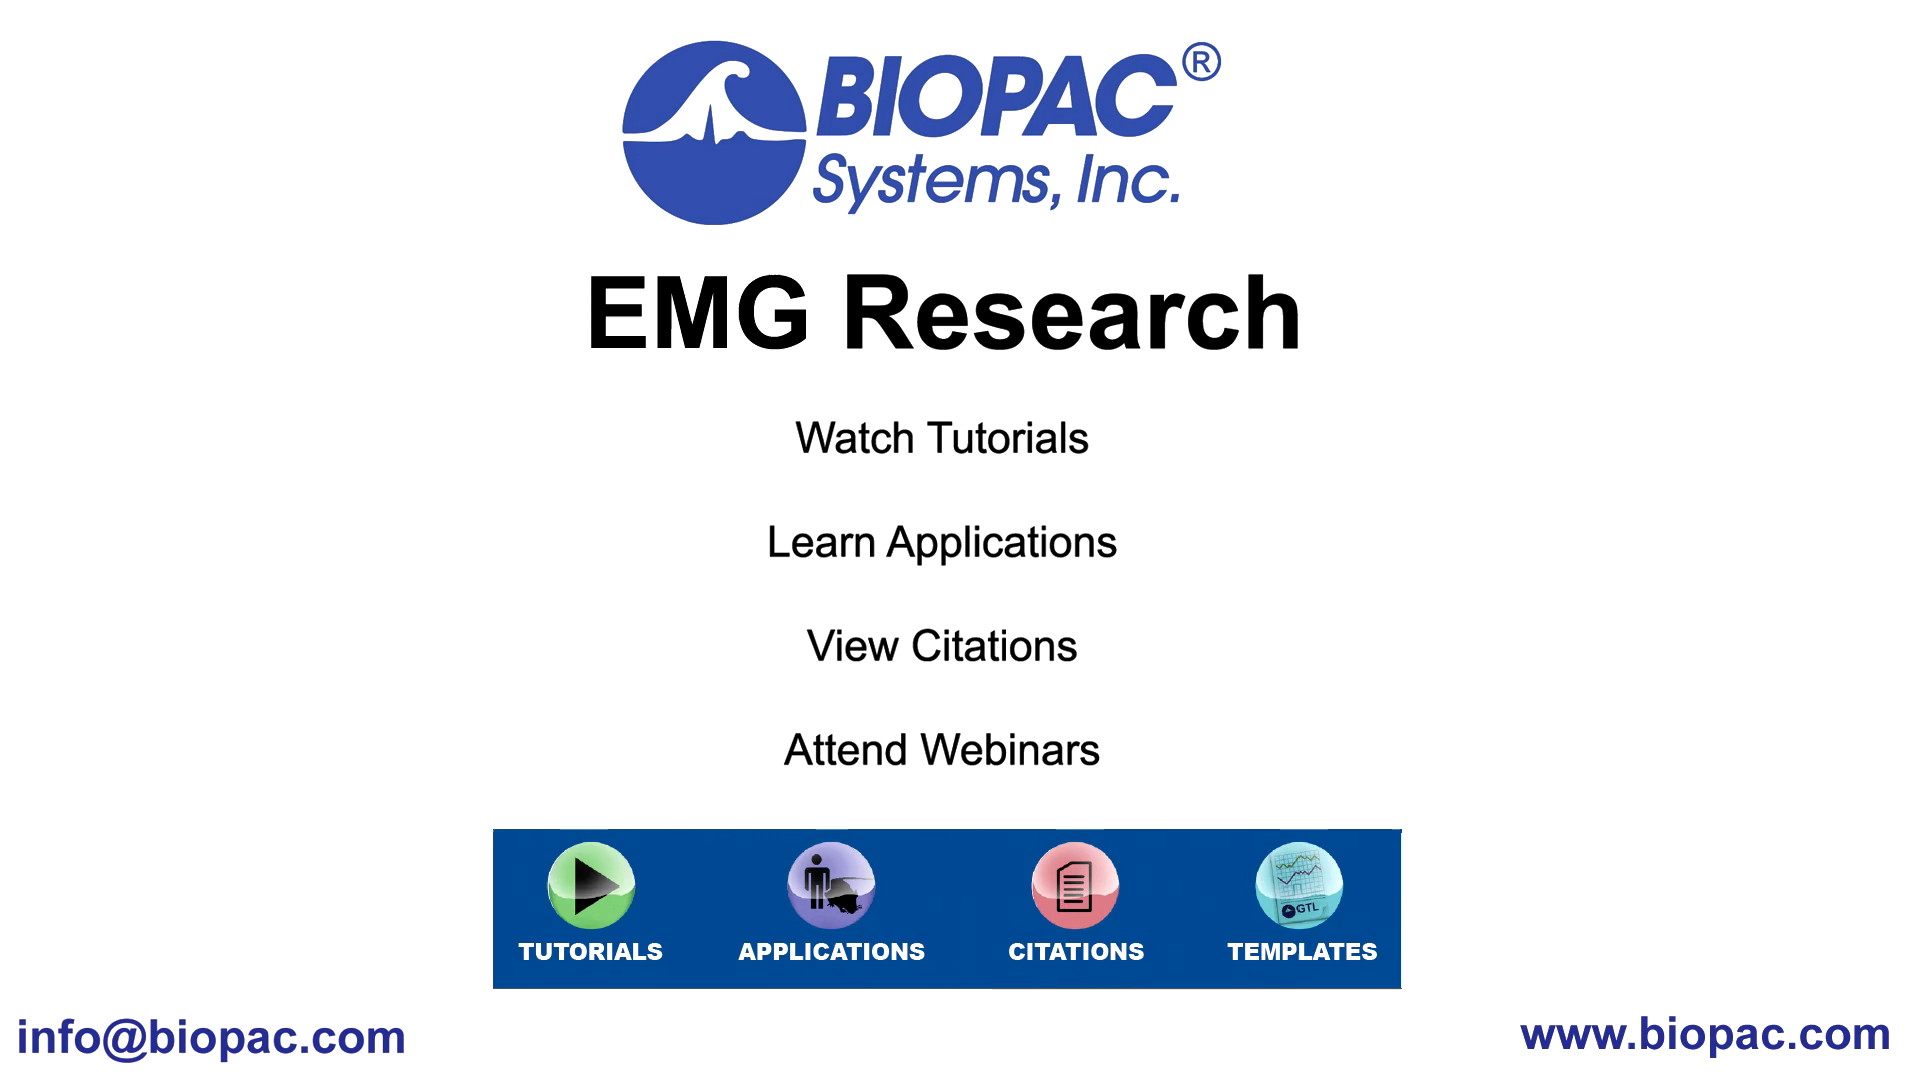 BIOPAC®
Systems, Inc.
EMG Research
Watch Tutorials
Learn Applications
View Citations
Attend Webinars
GTL
TUTORIALS APPLICATIONS CITATIONS TEMPLATES
info@biopac.com
www.biopac.com